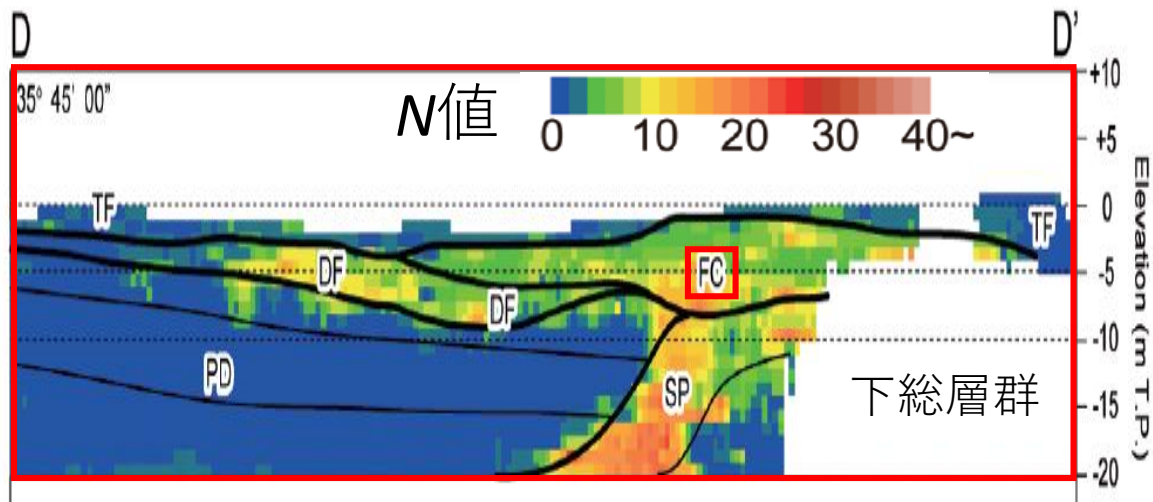 D D'
35° 45' 00"
N値
0 10 20 30 40~
+10
+5
0
-5
-10
-15
-20
Elevation (m T.P.)
TF
TF
DF
FC
DF
PD
SP
下総層群